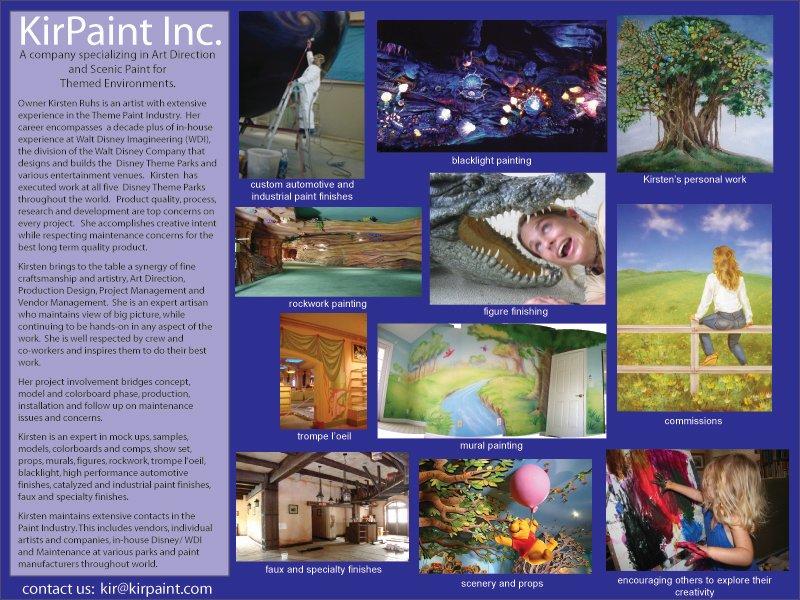 KirPaint Inc.
A company specializing in Art Direction
and Scenic Paint for
Themed Environments.
Owner Kirsten Ruhs is an artist with extensive
experience in the Theme Paint Industry. Her
career encompasses a decade plus of in-house
experience at Walt Disney Imagineering (WDI),
the division of the Walt Disney Company that
designs and builds the Disney Theme Parks and
various entertainment venues. Kirsten has
executed work at all five Disney Theme Parks
throughout the world. Product quality, process,
research and development are top concerns on
every project. She accomplishes creative intent
while respecting maintenance concerns for the
best long term quality product.
Kirsten brings to the table a synergy of fine
craftsmanship and artistry, Art Direction,
Production Design, Project Management and
Vendor Management. She is an expert artisan
who maintains view of big picture, while
continuing to be hands-on in any aspect of the
work. She is well respected by crew and
co-workers and inspires them to do their best
work.
Her project involvement bridges concept,
model and colorboard phase, production,
installation and follow up on maintenance
issues and concerns.
Kirsten is an expert in mock ups, samples,
models, colorboards and comps, show set,
props, murals, figures, rockwork, trompe l'oeil,
blacklight, high performance automotive
finishes, catalyzed and industrial paint finishes,
faux and specialty finishes.
Kirsten maintains extensive contacts in the
Paint Industry. This includes vendors, individual
artists and companies, in-house Disney/ WDI
and Maintenance at various parks and paint
manufacturers throughout world.
contact us: kir@kirpaint.com
custom automotive and
industrial paint finishes
blacklight painting
Kirsten's personal work
rockwork painting
figure finishing
trompe l'oeil
mural painting
commissions
faux and specialty finishes
scenery and props
encouraging others to explore their
creativity